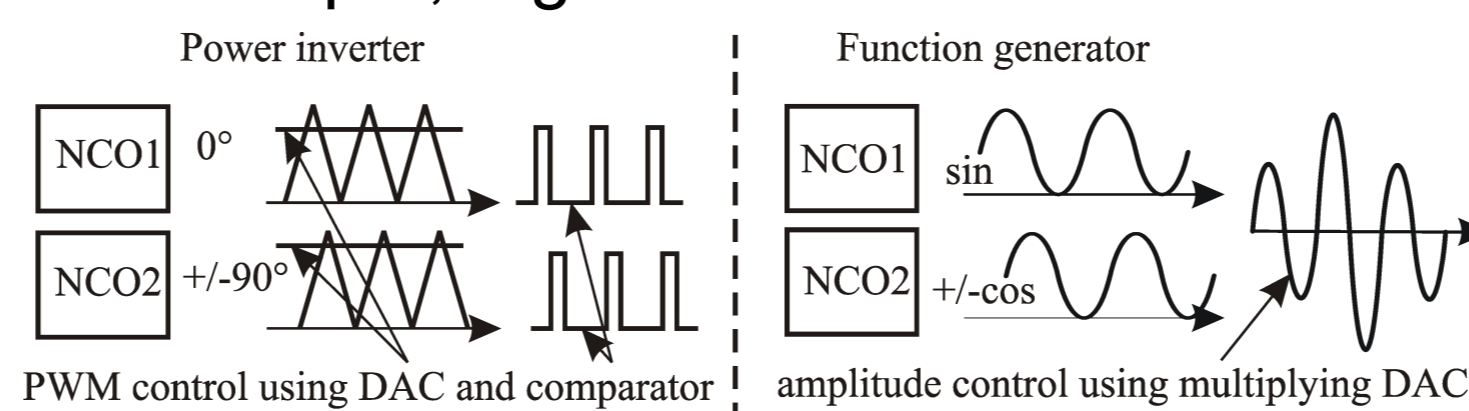 Power inverter
NCO1 0°
NCO2 +/-90°
PWM control using DAC and comparator
Function generator
NCO1 sin
NCO2 +/-cos
amplitude control using multiplying DAC